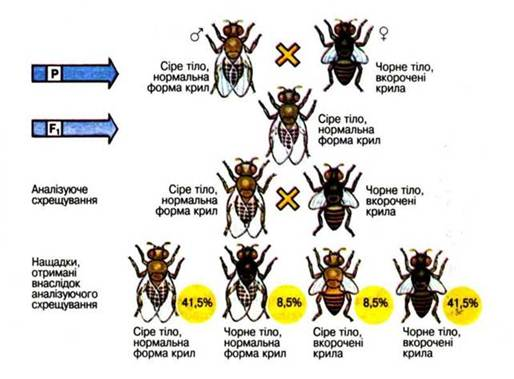 ♂ ♀
P
Сіре тіло,
нормальна
форма крил
Чорне тіло,
вкорочені
крила
F₁
Сіре тіло,
нормальна
форма крил
Аналізуюче
схрещування
Сіре тіло,
нормальна
форма крил
Чорне тіло,
вкорочені
крила
Нащадки,
отримані
внаслідок
аналізуючого
схрещування
41,5% 8,5% 8,5% 41,5%
Сіре тіло,
нормальна
форма крил
Чорне тіло,
нормальна
форма крил
Сіре тіло,
вкорочені
крила
Чорне тіло,
вкорочені
крила